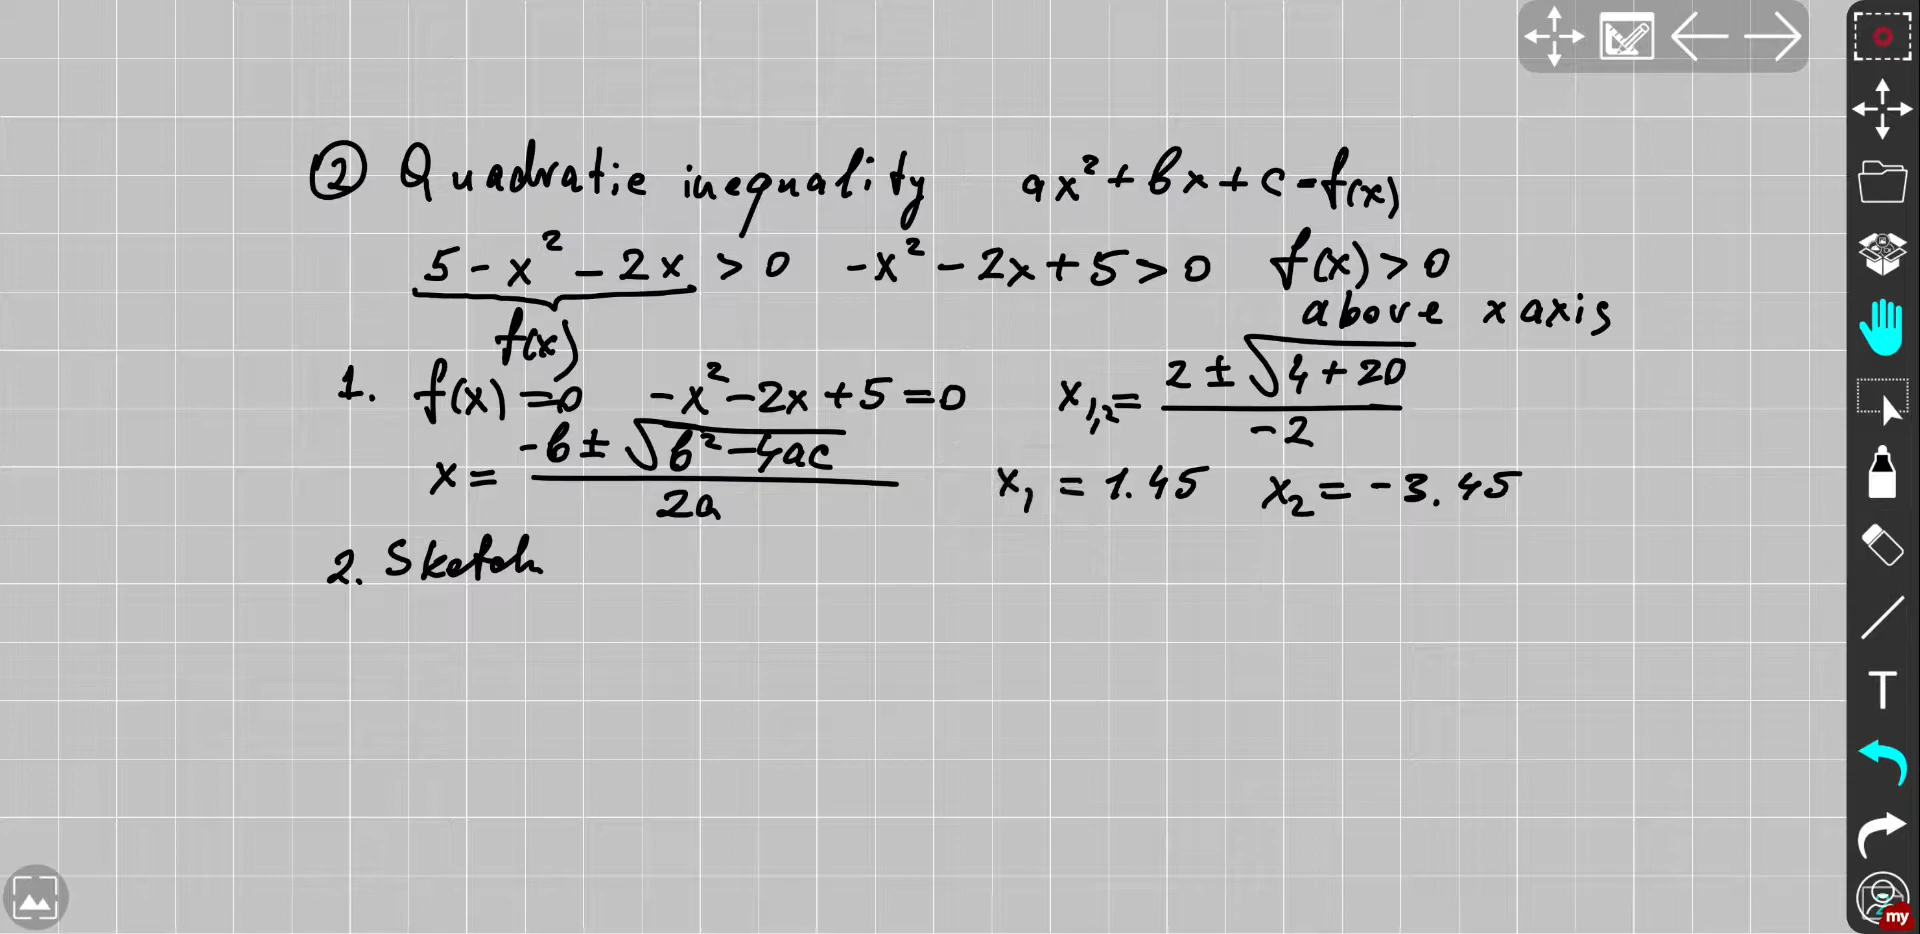 ② Quadratic inequality ax² + bx + c = f(x)
5 - x² - 2x > 0 -x² - 2x + 5 > 0 f(x) > 0
f(x) above x axis
1. f(x) = 0 -x² - 2x + 5 = 0 x₁,₂ = (2 ± √(4 + 20)) / -2
x = (-b ± √(b² - 4ac)) / 2a x₁ = 1.45 x₂ = -3.45
2. Sketch
T
my